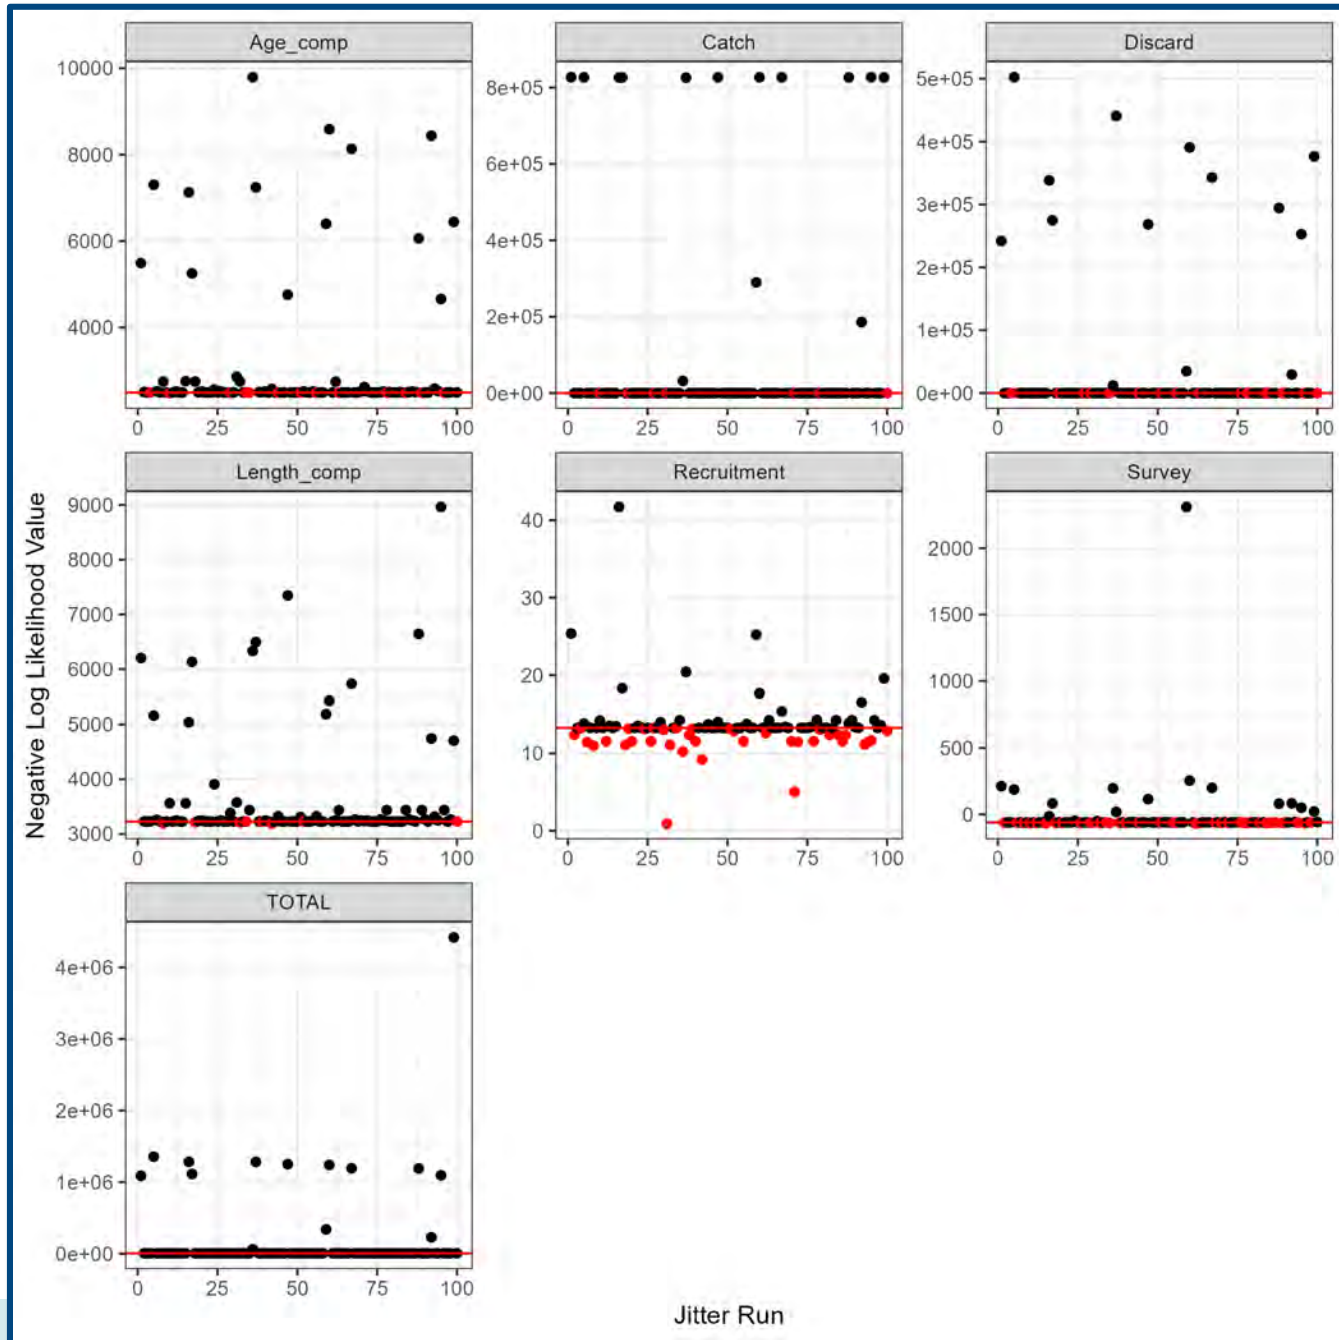 Age_comp Catch Discard
10000
8000
6000
4000
8e+05
6e+05
4e+05
2e+05
0e+00
5e+05
4e+05
3e+05
2e+05
1e+05
0e+00
0 25 50 75 100 0 25 50 75 100 0 25 50 75 100
Length_comp Recruitment Survey
Negative Log Likelihood Value
9000
8000
7000
6000
5000
4000
3000
40
30
20
10
0
2000
1500
1000
500
0
0 25 50 75 100 0 25 50 75 100
TOTAL
4e+06
3e+06
2e+06
1e+06
0e+00
0 25 50 75 100
Jitter Run